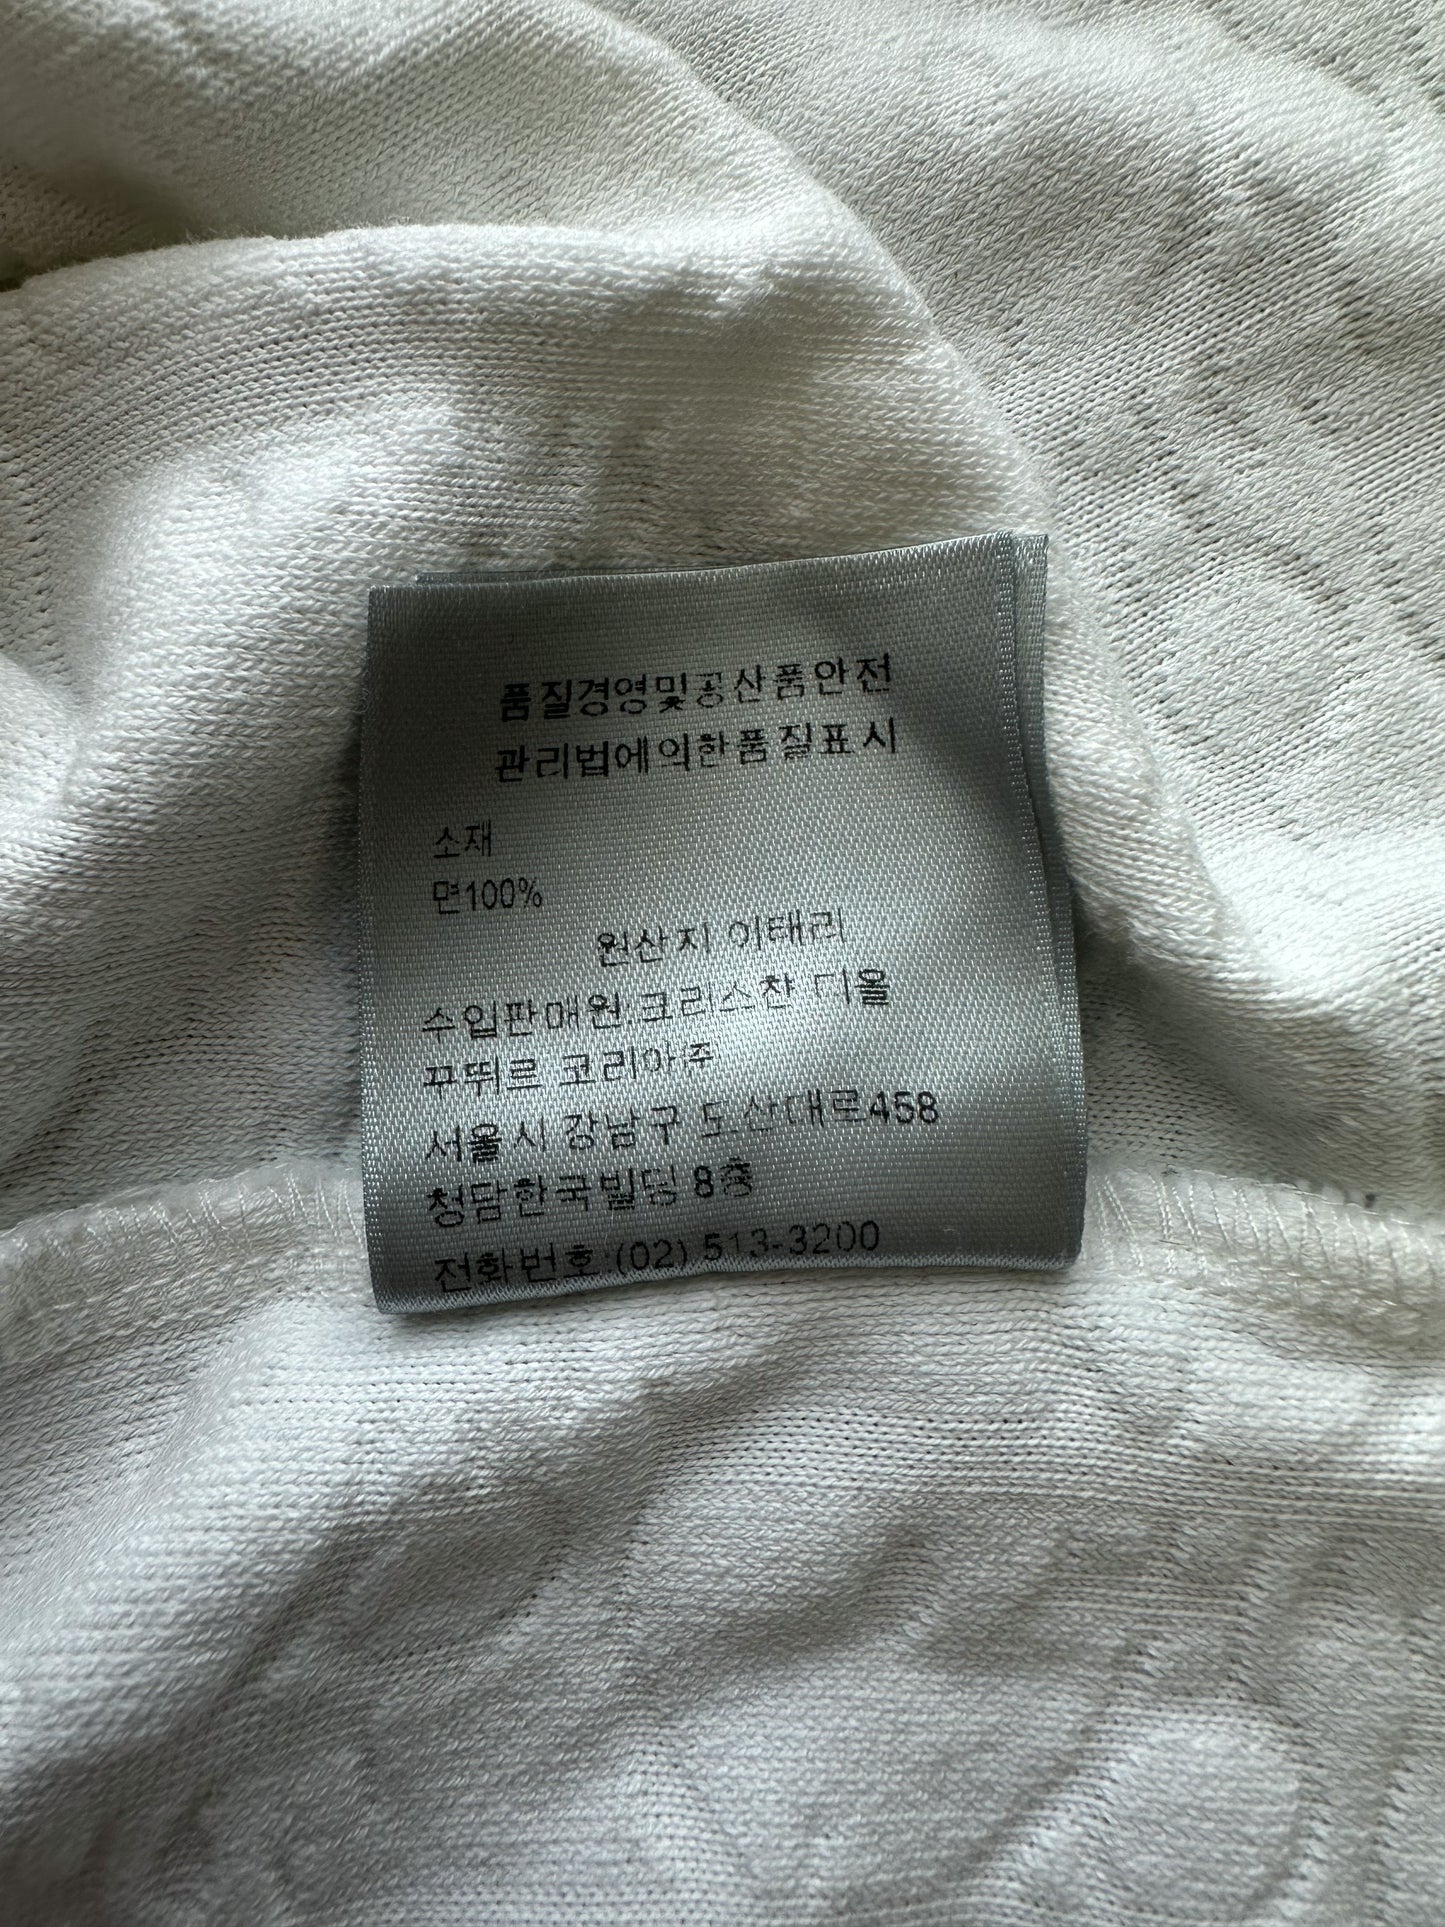 품질경영및공산품안전
관리법에의한품질표시
소재
면100%
원산지 이태리
수입판매원:크리스찬 디올
꾸뛰르 코리아주
서울시 강남구 도산대로458
청담한국빌딩 8층
전화번호:(02) 513-3200